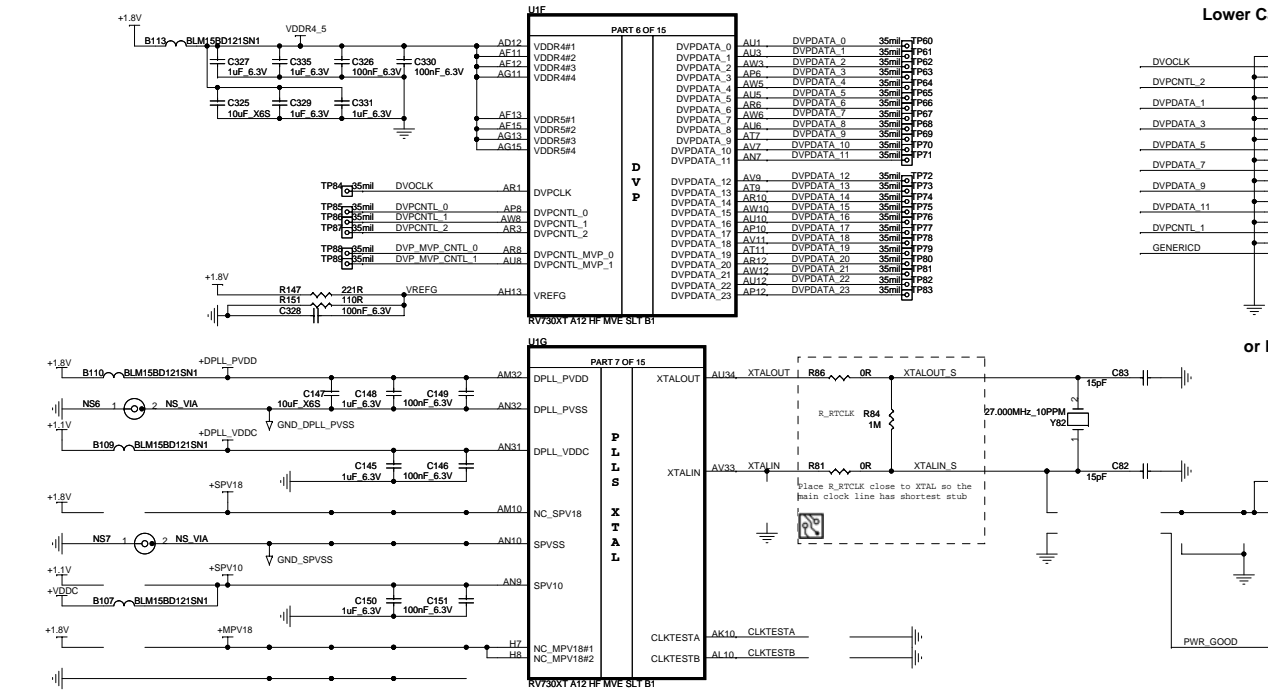 U1F
Lower C
PART 6 OF 15
+1.8V
VDDR4_5
B113 BLM15BD121SN1
C327 1uF_6.3V
C335 1uF_6.3V
C326 100nF_6.3V
C330 100nF_6.3V
C325 10uF_X6S
C329 1uF_6.3V
C331 1uF_6.3V
AD12 VDDR4#1
AF11 VDDR4#2
AF12 VDDR4#3
AG11 VDDR4#4
AF13 VDDR5#1
AF15 VDDR5#2
AG13 VDDR5#3
AG15 VDDR5#4
TP84 35mil DVOCLK AR1 DVPCLK
TP85 35mil DVPCNTL_0 AP8 DVPCNTL_0
TP86 35mil DVPCNTL_1 AW8 DVPCNTL_1
TP87 35mil DVPCNTL_2 AR3 DVPCNTL_2
TP88 35mil DVP_MVP_CNTL_0 AR8 DVPCNTL_MVP_0
TP89 35mil DVP_MVP_CNTL_1 AU8 DVPCNTL_MVP_1
+1.8V
R147 221R VREFG AH13 VREFG
R151 110R
C328 100nF_6.3V
D
V
P
DVPDATA_0 AU1 DVPDATA_0 35mil TP60
DVPDATA_1 AU3 DVPDATA_1 35mil TP61
DVPDATA_2 AW3 DVPDATA_2 35mil TP62
DVPDATA_3 AP6 DVPDATA_3 35mil TP63
DVPDATA_4 AW5 DVPDATA_4 35mil TP64
DVPDATA_5 AU5 DVPDATA_5 35mil TP65
DVPDATA_6 AR6 DVPDATA_6 35mil TP66
DVPDATA_7 AW6 DVPDATA_7 35mil TP67
DVPDATA_8 AU6 DVPDATA_8 35mil TP68
DVPDATA_9 AT7 DVPDATA_9 35mil TP69
DVPDATA_10 AV7 DVPDATA_10 35mil TP70
DVPDATA_11 AN7 DVPDATA_11 35mil TP71
DVPDATA_12 AV9 DVPDATA_12 35mil TP72
DVPDATA_13 AT9 DVPDATA_13 35mil TP73
DVPDATA_14 AR10 DVPDATA_14 35mil TP74
DVPDATA_15 AW10 DVPDATA_15 35mil TP75
DVPDATA_16 AU10 DVPDATA_16 35mil TP76
DVPDATA_17 AP10 DVPDATA_17 35mil TP77
DVPDATA_18 AV11 DVPDATA_18 35mil TP78
DVPDATA_19 AT11 DVPDATA_19 35mil TP79
DVPDATA_20 AR12 DVPDATA_20 35mil TP80
DVPDATA_21 AW12 DVPDATA_21 35mil TP81
DVPDATA_22 AU12 DVPDATA_22 35mil TP82
DVPDATA_23 AP12 DVPDATA_23 35mil TP83
RV730XT A12 HF MVE SLT B1
DVOCLK
DVPCNTL_2
DVPDATA_1
DVPDATA_3
DVPDATA_5
DVPDATA_7
DVPDATA_9
DVPDATA_11
DVPCNTL_1
GENERICD
or
U1G
PART 7 OF 15
+1.8V
+DPLL_PVDD
B110 BLM15BD121SN1 AM32 DPLL_PVDD
C147 10uF_X6S
C148 1uF_6.3V
C149 100nF_6.3V
NS6 1 2 NS_VIA AN32 DPLL_PVSS
GND_DPLL_PVSS
+1.1V
+DPLL_VDDC
B109 BLM15BD121SN1 AN31 DPLL_VDDC
C145 1uF_6.3V
C146 100nF_6.3V
+1.8V
+SPV18
AM10 NC_SPV18
NS7 1 2 NS_VIA AN10 SPVSS
GND_SPVSS
+1.1V
+SPV10
AN9 SPV10
+VDDC
B107 BLM15BD121SN1
C150 1uF_6.3V
C151 100nF_6.3V
+1.8V
+MPV18
H7 NC_MPV18#1
H8 NC_MPV18#2
P
L
L
S
X
T
A
L
XTALOUT AU34 XTALOUT R86 0R XTALOUT_S
C83 15pF
R_RTCLK R84 1M
27.000MHz_10PPM
Y82
2
1
XTALIN AV33 XTALIN R81 0R XTALIN_S
C82 15pF
Place R_RTCLK close to XTAL so the
main clock line has shortest stub
CLKTESTA AK10 CLKTESTA
CLKTESTB AL10 CLKTESTB
PWR_GOOD
RV730XT A12 HF MVE SLT B1